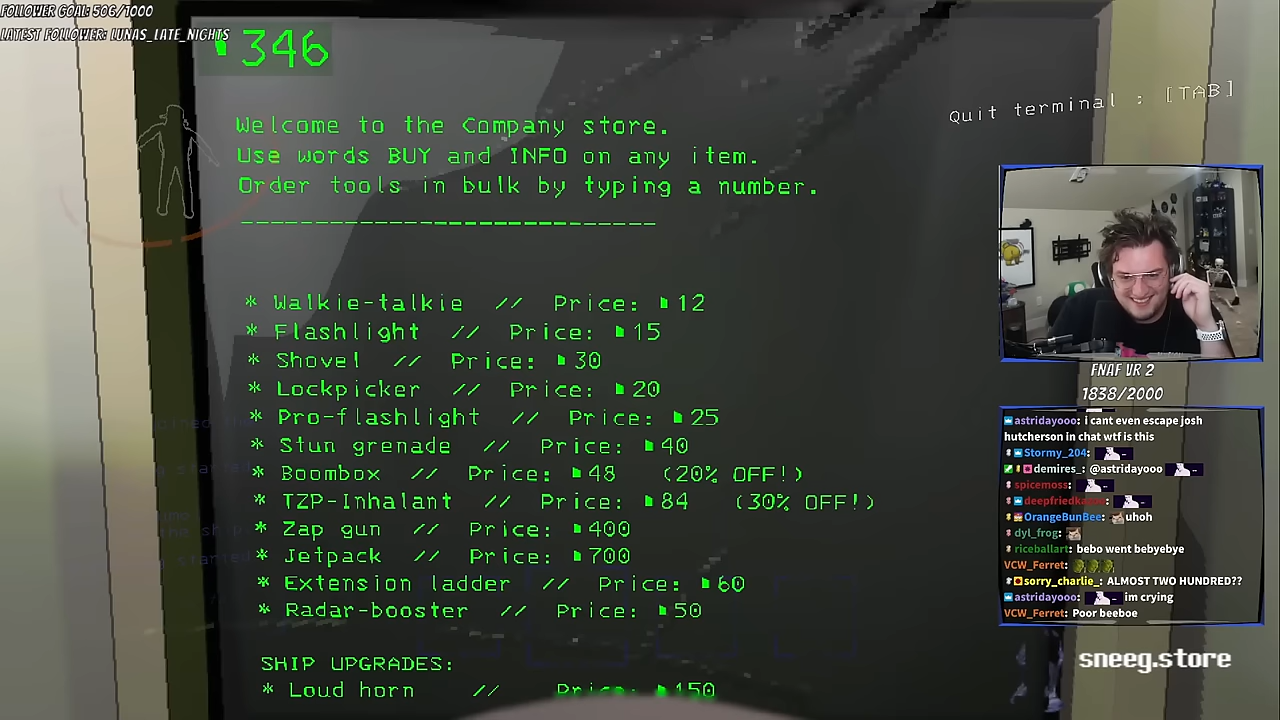 FOLLOWER GOAL: 506/1000
LATEST FOLLOWER: LUNAS_LATE_NIGHTS
346
Quit terminal : [TAB]
Welcome to the Company store.
Use words BUY and INFO on any item.
Order tools in bulk by typing a number.
* Walkie-talkie // Price: 12
* Flashlight // Price: 15
* Shovel // Price: 30
* Lockpicker // Price: 20
* Pro-flashlight // Price: 25
* Stun grenade // Price: 40
* Boombox // Price: 48 (20% OFF!)
* TZP-Inhalant // Price: 84 (30% OFF!)
* Zap gun // Price: 400
* Jetpack // Price: 700
* Extension ladder // Price: 60
* Radar-booster // Price: 50
SHIP UPGRADES:
* Loud horn // Price: 150
FNAF VR 2
1838/2000
astridayooo: i cant even escape josh
hutcherson in chat wtf is this
Stormy_204:
demires_: @astridayooo
spicemoss:
OrangeBunBee: uhoh
dyl_frog:
riceballart: bebo went bebyebye
VCW_Ferret:
sorry_charlie_: ALMOST TWO HUNDRED??
astridayooo: im crying
VCW_Ferret: Poor beeboe
sneeg.store